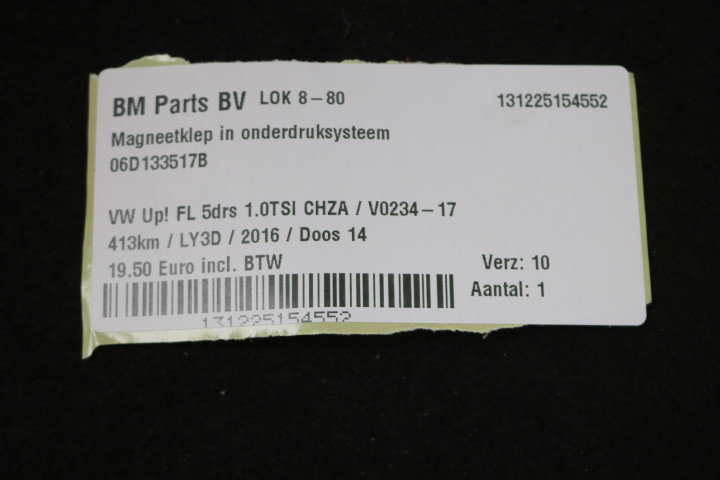 BM Parts BV LOK 8-80 131225154552
Magneetklep in onderdruksysteem
06D133517B
VW Up! FL 5drs 1.0TSI CHZA / V0234-17
413km / LY3D / 2016 / Doos 14
19.50 Euro incl. BTW Verz: 10
Aantal: 1
131225154552